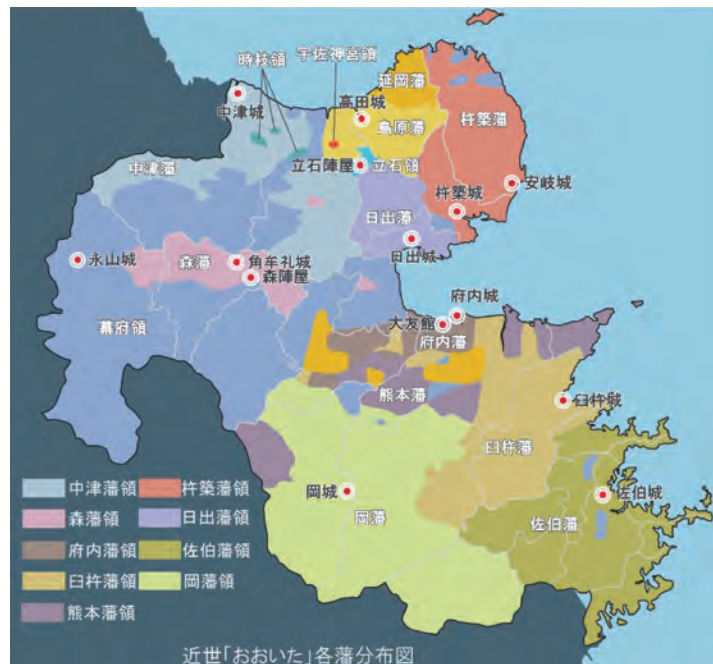 時枝領
宇佐神宮領
延岡藩
中津城
高田城
島原藩
杵築藩
中津藩
立石陣屋
立石領
安岐城
杵築城
日出藩
日出城
永山城
森藩
角牟礼城
森陣屋
幕府領
府内城
大友館
府内藩
熊本藩
臼杵城
臼杵藩
岡城
岡藩
佐伯城
佐伯藩
中津藩領
杵築藩領
森藩領
日出藩領
府内藩領
佐伯藩領
臼杵藩領
岡藩領
熊本藩領
近世「おおいた」各藩分布図